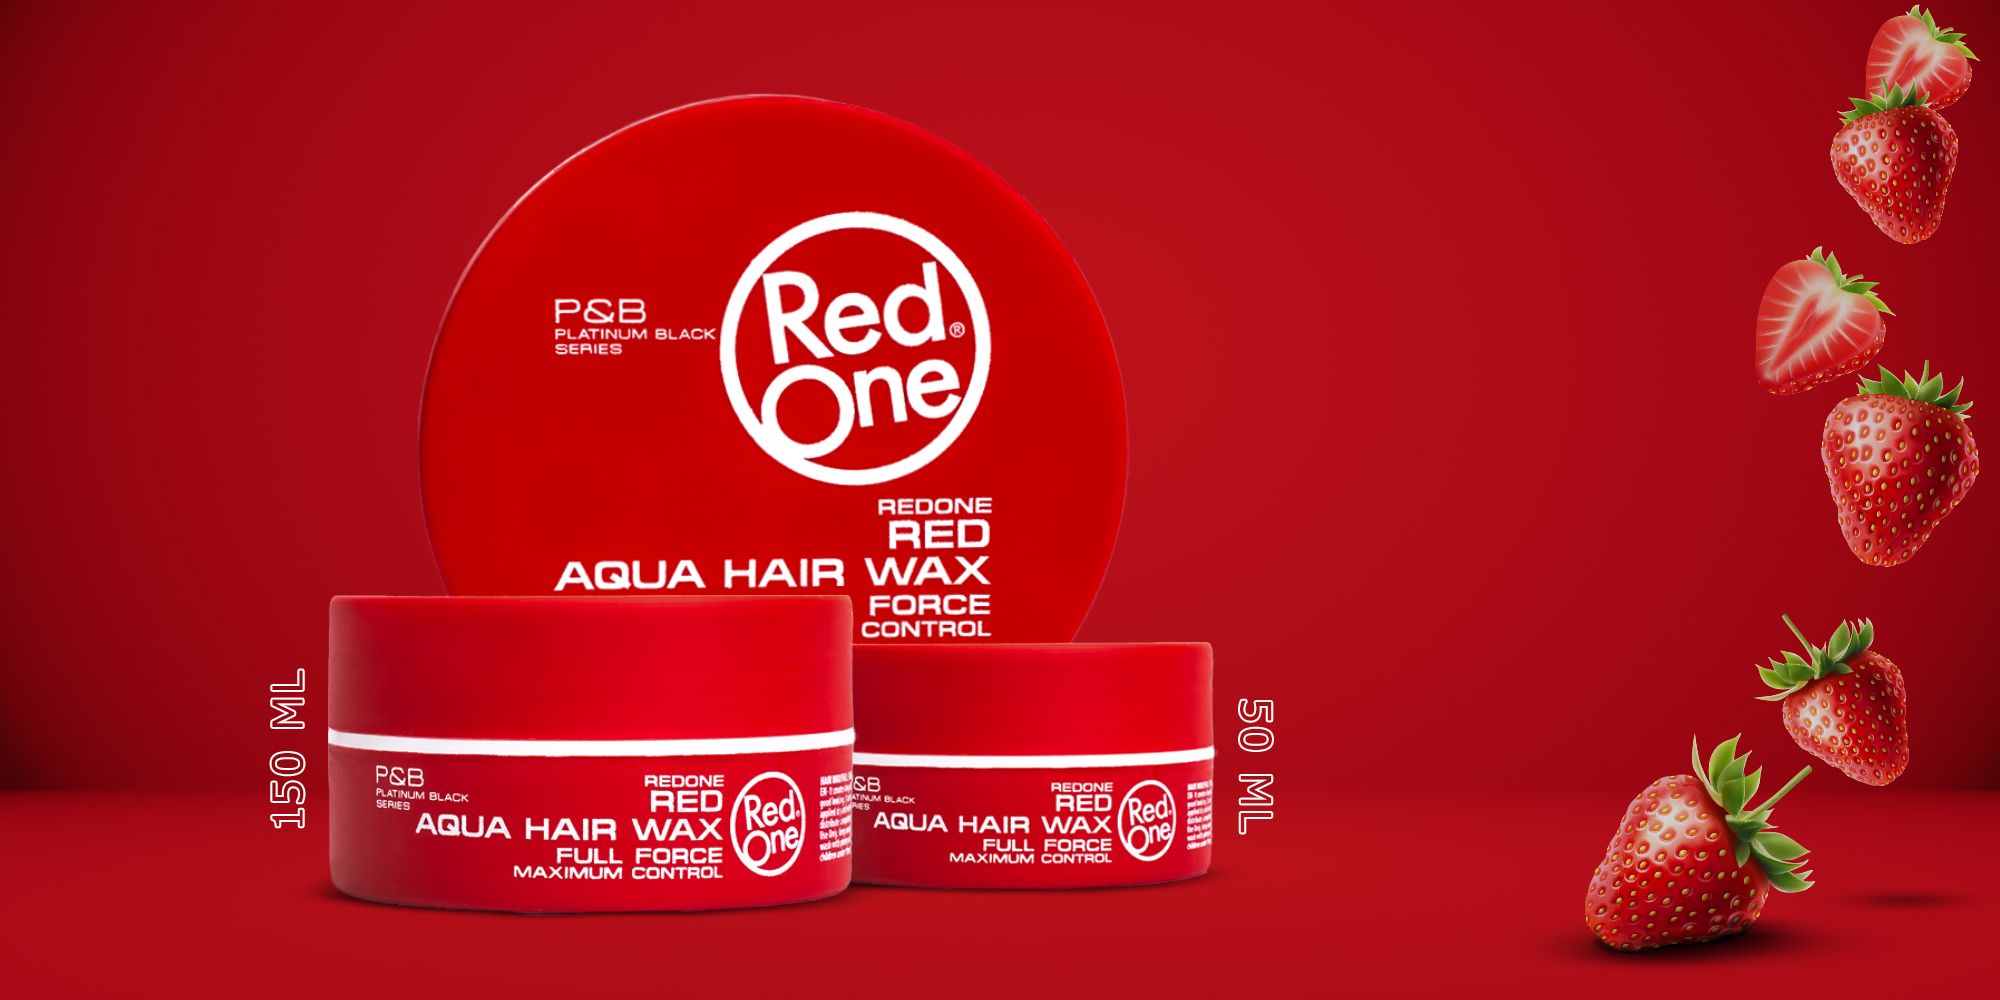 P&B
PLATINUM BLACK
SERIES
Red®
One
REDONE
RED
AQUA HAIR WAX
FORCE
CONTROL
150 ML
P&B
PLATINUM BLACK
SERIES
REDONE
RED
AQUA HAIR WAX
FULL FORCE
MAXIMUM CONTROL
Red
One
&B
BLACK
REDONE
RED
AQUA HAIR WAX
FULL FORCE
MAXIMUM CONTROL
Red
One
50 ML